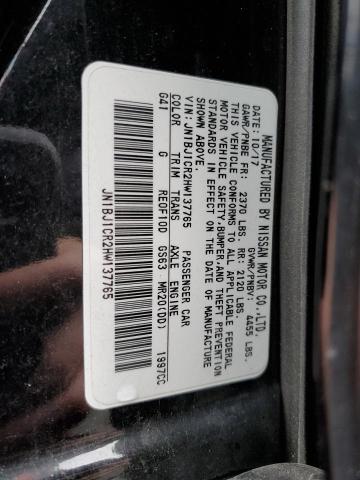 MANUFACTURED BY NISSAN MOTOR CO.,LTD.
DATE: 10/17 GVWR/PNBV: 4455 LBS.
GAWR/PNBE FR: 2370 LBS. RR: 2120 LBS.
THIS VEHICLE CONFORMS TO ALL APPLICABLE FEDERAL
MOTOR VEHICLE SAFETY, BUMPER, AND THEFT PREVENTION
STANDARDS IN EFFECT ON THE DATE OF MANUFACTURE
SHOWN ABOVE.
VIN: JN1BJ1CR2HW137765 PASSENGER CAR
COLOR TRIM TRANS AXLE ENGINE
G41 G RE0F10D GS63 MR20(DD) 1997CC
JN1BJ1CR2HW137765